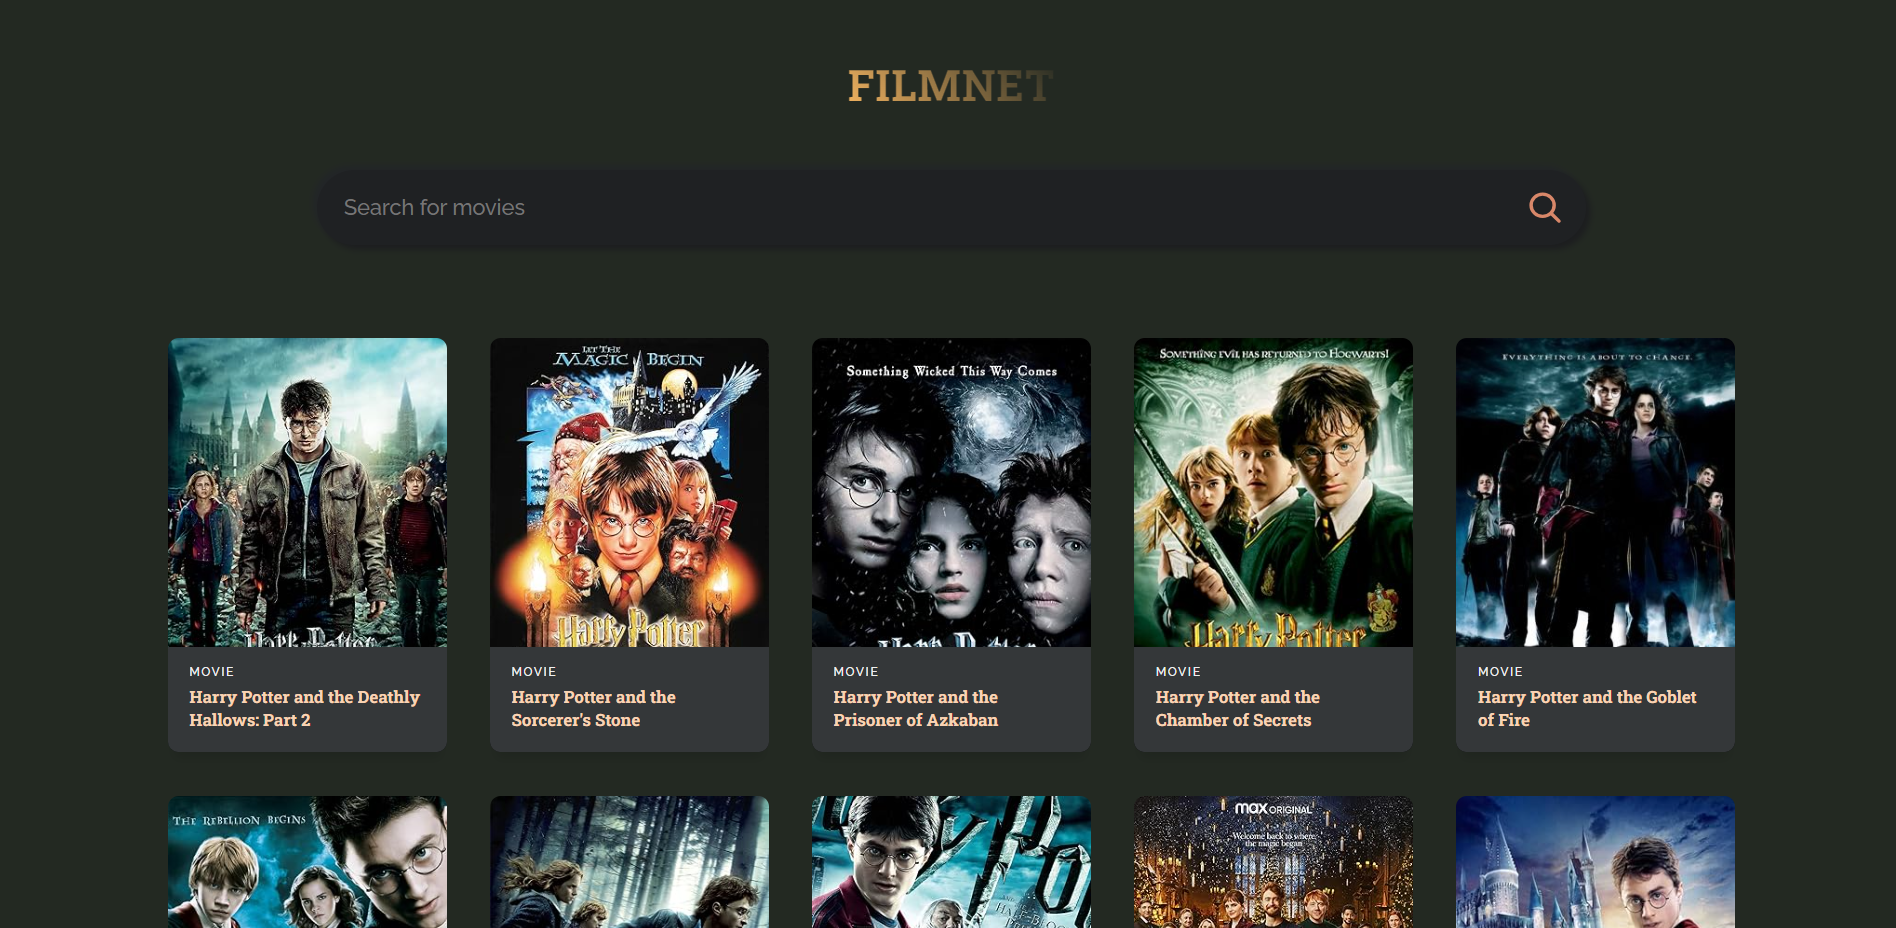 FILMNET
Search for movies
LET THE
MAGIC BEGIN
Harry Potter
Something Wicked This Way Comes
Harry Potter
SOMETHING EVIL HAS RETURNED TO HOGWARTS!
Harry Potter
EVERYTHING IS ABOUT TO CHANGE.
Harry Potter
MOVIE
Harry Potter and the Deathly
Hallows: Part 2
MOVIE
Harry Potter and the
Sorcerer's Stone
MOVIE
Harry Potter and the
Prisoner of Azkaban
MOVIE
Harry Potter and the
Chamber of Secrets
MOVIE
Harry Potter and the Goblet
of Fire
THE REBELLION BEGINS
HALF-BLOOD
max ORIGINAL
Welcome back to where
the magic began